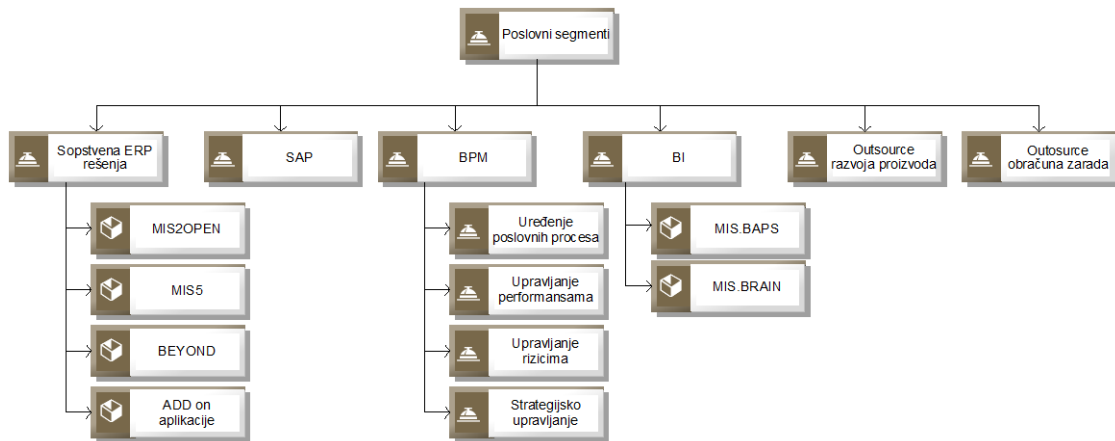 Poslovni segmenti
Sopstvena ERP
rešenja
SAP
BPM
BI
Outsource
razvoja proizvoda
Outosurce
obračuna zarada
MIS2OPEN
MIS5
BEYOND
ADD on
aplikacije
Uređenje
poslovnih procesa
Upravljanje
performansama
Upravljanje
rizicima
Strategijsko
upravljanje
MIS.BAPS
MIS.BRAIN